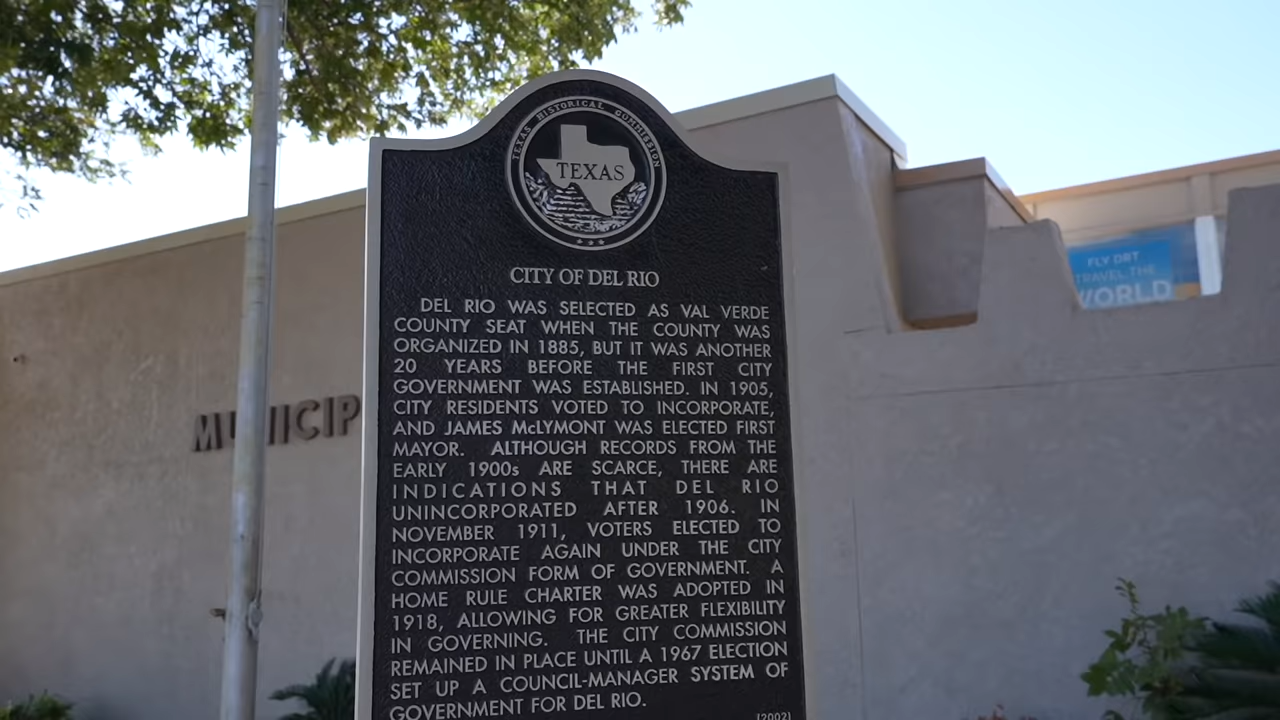 TEXAS HISTORICAL COMMISSION
TEXAS
CITY OF DEL RIO
DEL RIO WAS SELECTED AS VAL VERDE
COUNTY SEAT WHEN THE COUNTY WAS
ORGANIZED IN 1885, BUT IT WAS ANOTHER
20 YEARS BEFORE THE FIRST CITY
GOVERNMENT WAS ESTABLISHED. IN 1905,
CITY RESIDENTS VOTED TO INCORPORATE,
AND JAMES McLYMONT WAS ELECTED FIRST
MAYOR. ALTHOUGH RECORDS FROM THE
EARLY 1900s ARE SCARCE, THERE ARE
INDICATIONS THAT DEL RIO
UNINCORPORATED AFTER 1906. IN
NOVEMBER 1911, VOTERS ELECTED TO
INCORPORATE AGAIN UNDER THE CITY
COMMISSION FORM OF GOVERNMENT. A
HOME RULE CHARTER WAS ADOPTED IN
1918, ALLOWING FOR GREATER FLEXIBILITY
IN GOVERNING. THE CITY COMMISSION
REMAINED IN PLACE UNTIL A 1967 ELECTION
SET UP A COUNCIL-MANAGER SYSTEM OF
GOVERNMENT FOR DEL RIO.
(2002)
MUNICIP
FLY DRT
TRAVEL THE
WORLD